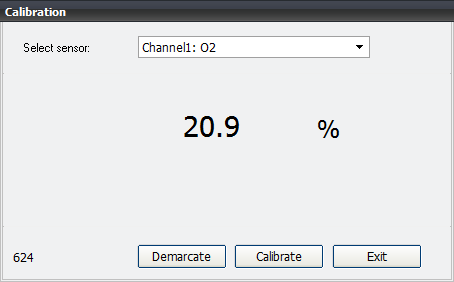 Calibration
Select sensor: Channel1: O2
20.9 %
624 Demarcate Calibrate Exit